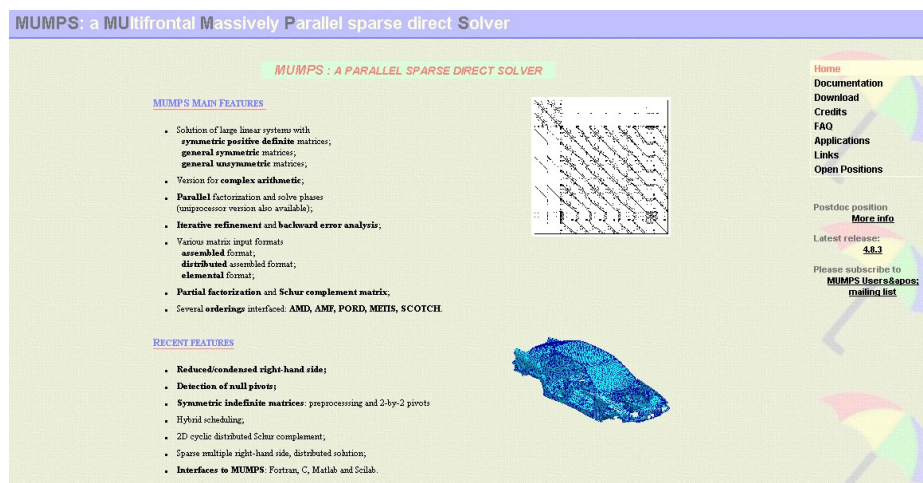 MUMPS: a MUltifrontal Massively Parallel sparse direct Solver
MUMPS : A PARALLEL SPARSE DIRECT SOLVER
MUMPS MAIN FEATURES
Solution of large linear systems with
symmetric positive definite matrices;
general symmetric matrices;
general unsymmetric matrices;
Version for complex arithmetic;
Parallel factorization and solve phases
(uniprocessor version also available);
Iterative refinement and backward error analysis;
Various matrix input formats
assembled format;
distributed assembled format;
elemental format;
Partial factorization and Schur complement matrix;
Several orderings interfaced: AMD, AMF, PORD, METIS, SCOTCH.
RECENT FEATURES
Reduced/condensed right-hand side;
Detection of null pivots;
Symmetric indefinite matrices: preprocesssing and 2-by-2 pivots
Hybrid scheduling;
2D cyclic distributed Schur complement;
Sparse multiple right-hand side, distributed solution;
Interfaces to MUMPS: Fortran, C, Matlab and Scilab.
Home
Documentation
Download
Credits
FAQ
Applications
Links
Open Positions
Postdoc position
More info
Latest release:
4.8.3
Please subscribe to
MUMPS Users&apos;
mailing list